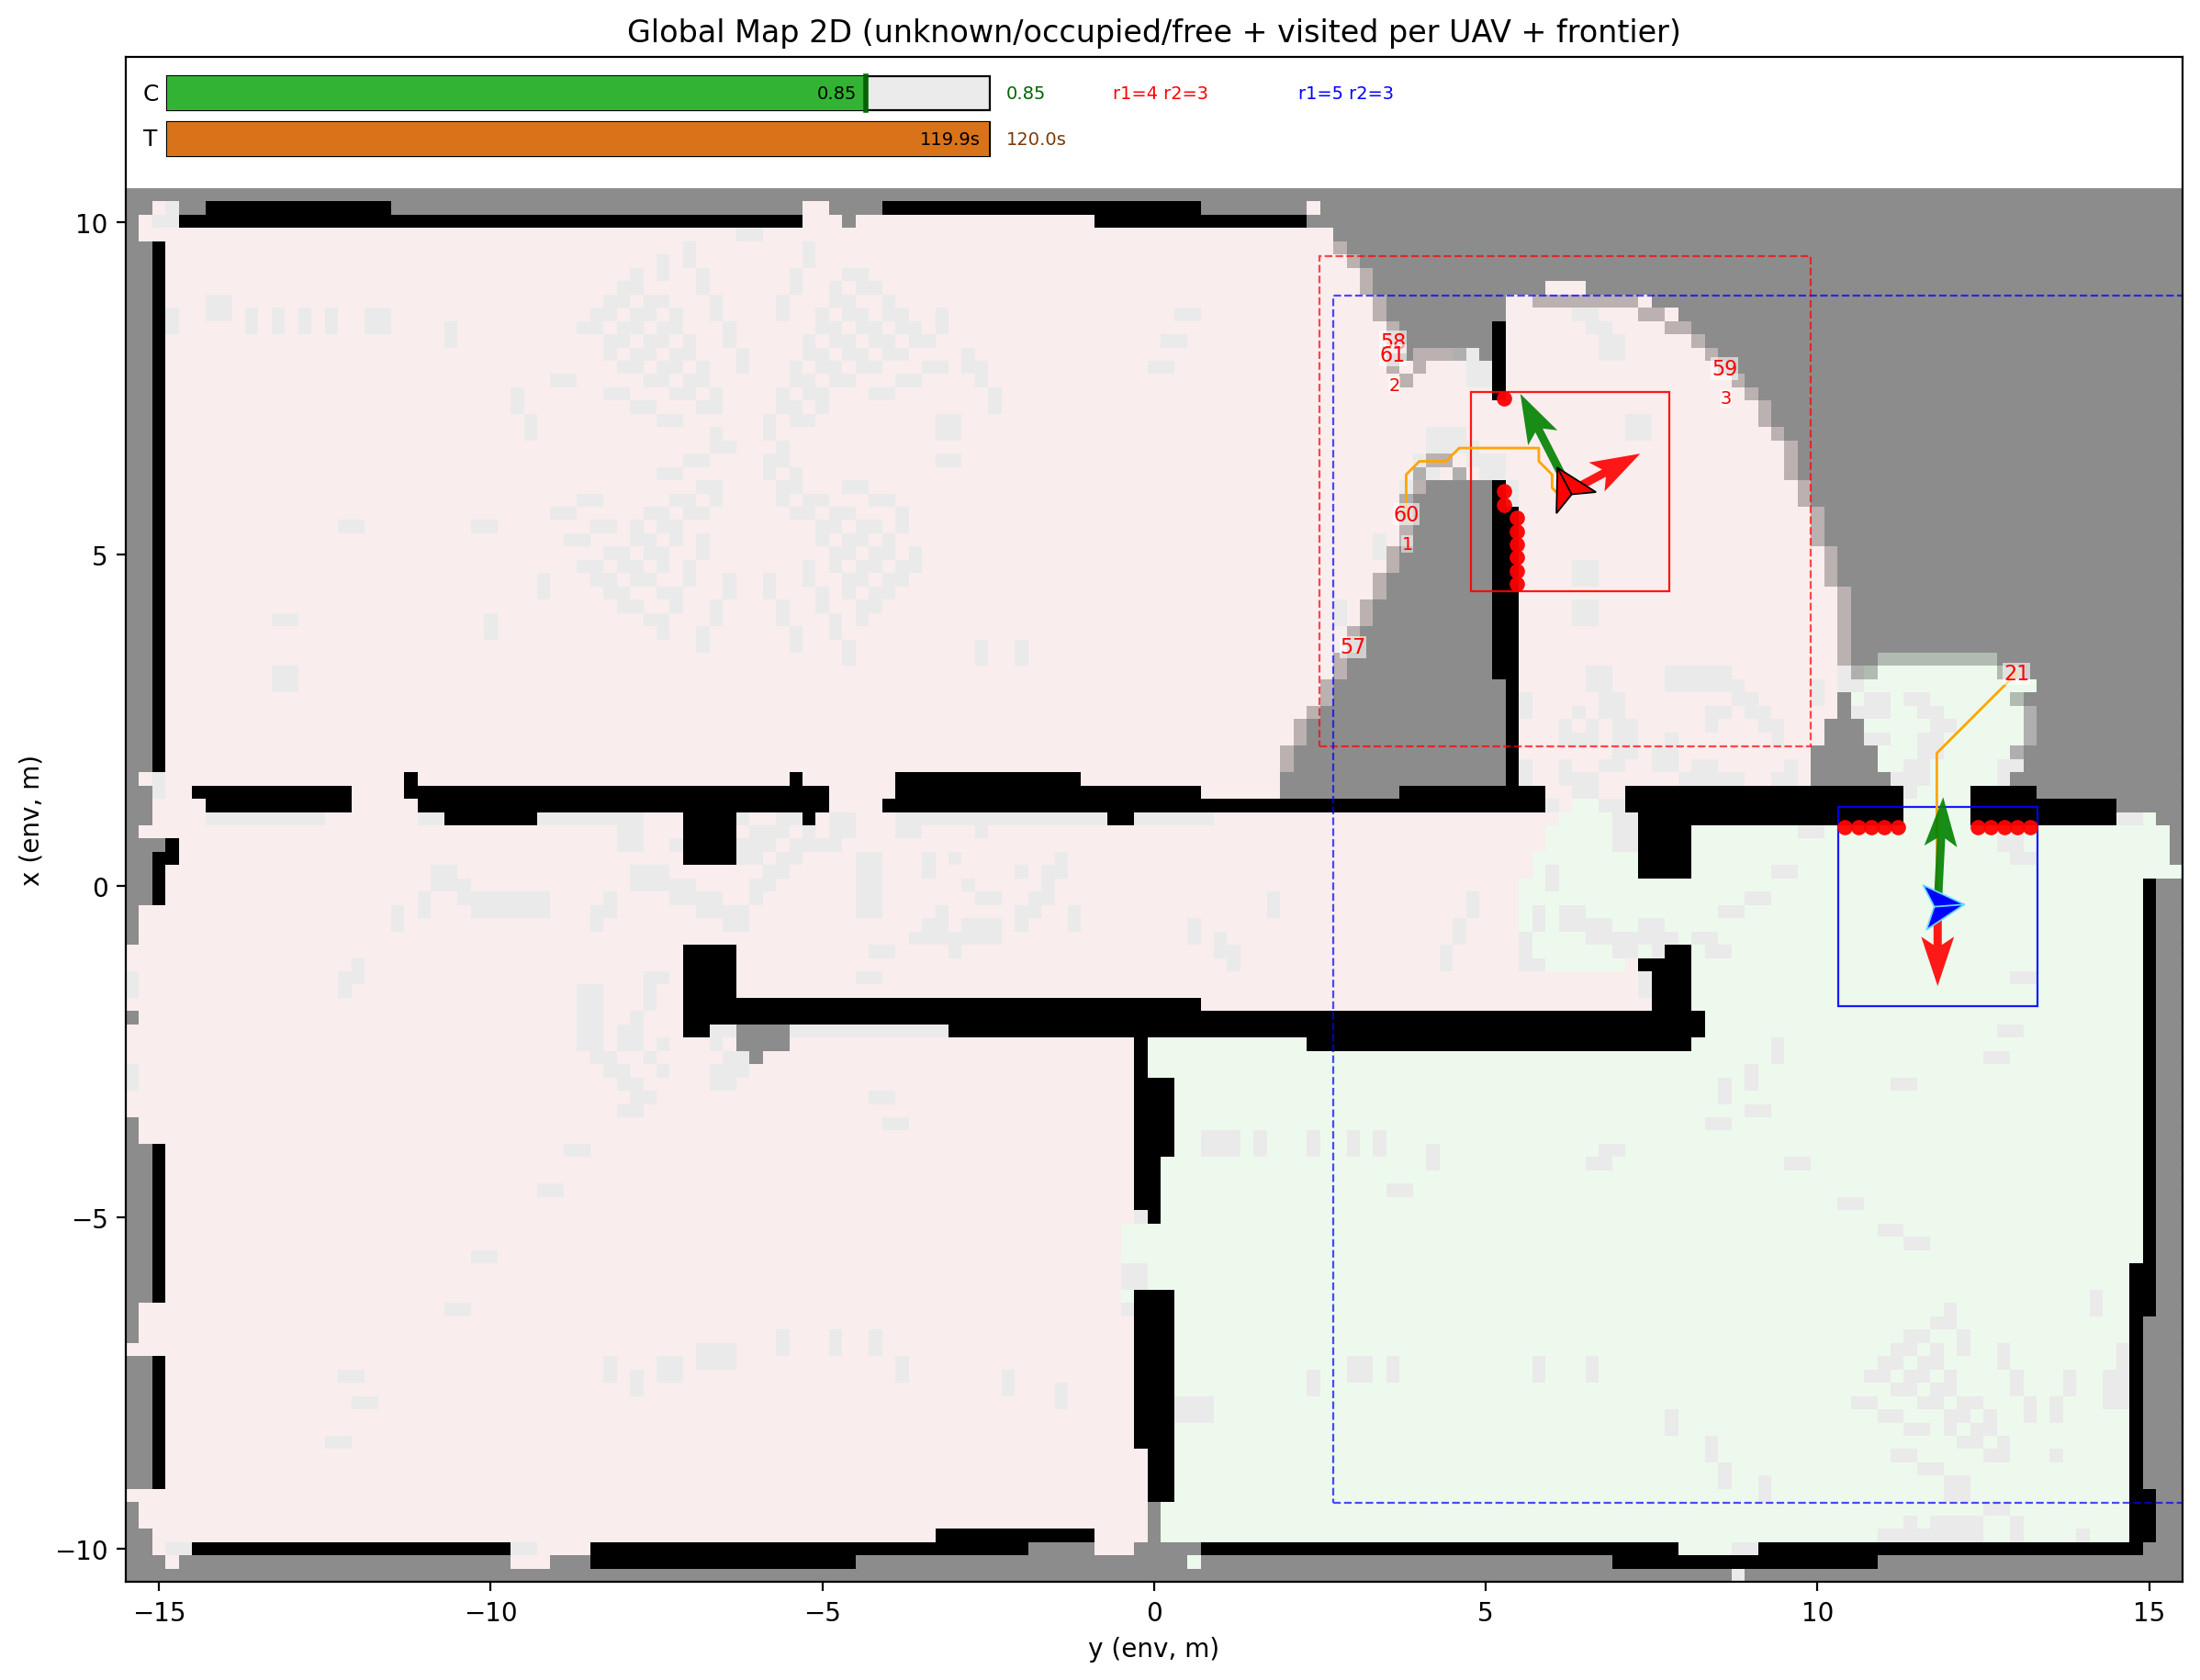 Global Map 2D (unknown/occupied/free + visited per UAV + frontier)
C 0.85 0.85 r1=4 r2=3 r1=5 r2=3
T 119.9s 120.0s
10
5
0
−5
−10
x (env, m)
58
61
2
59
3
60
1
57
21
−15 −10 −5 0 5 10 15
y (env, m)